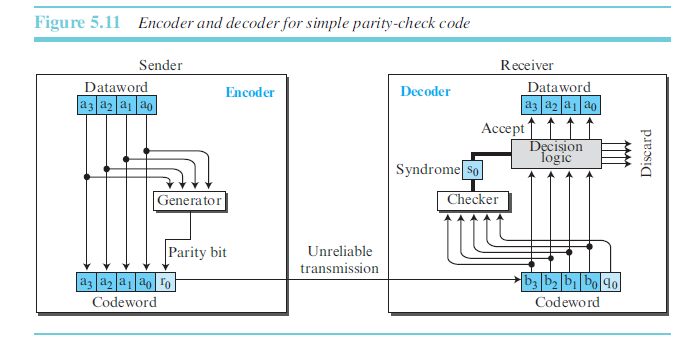 Figure 5.11 Encoder and decoder for simple parity-check code
Sender
Encoder
Dataword
a3 a2 a1 a0
Generator
Parity bit
a3 a2 a1 a0 r0
Codeword
Unreliable
transmission
Receiver
Decoder
Dataword
a3 a2 a1 a0
Accept
Decision
logic
Discard
Syndrome s0
Checker
b3 b2 b1 b0 q0
Codeword